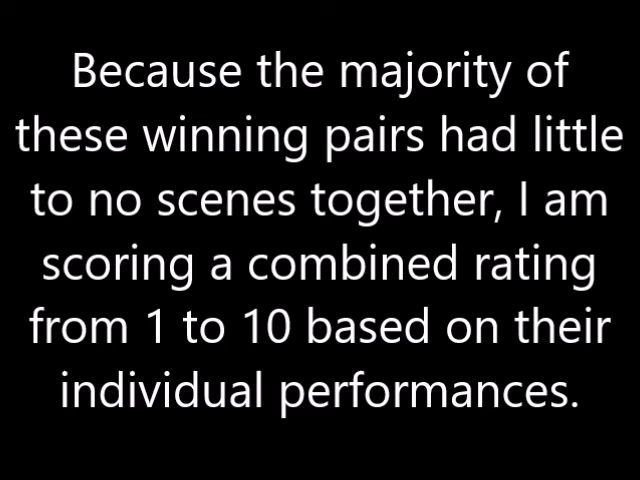 Because the majority of
these winning pairs had little
to no scenes together, I am
scoring a combined rating
from 1 to 10 based on their
individual performances.